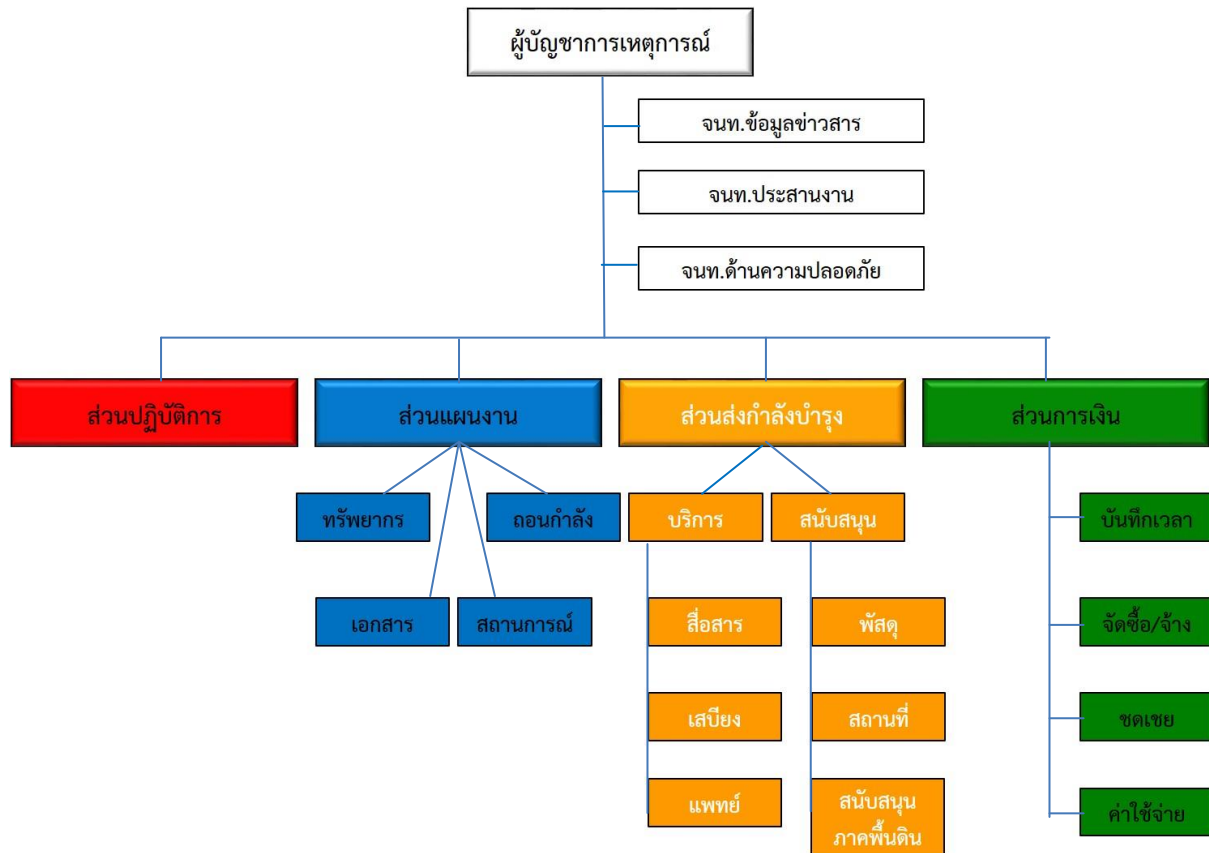 ผู้บัญชาการเหตุการณ์
จนท.ข้อมูลข่าวสาร
จนท.ประสานงาน
จนท.ด้านความปลอดภัย
ส่วนปฏิบัติการ
ส่วนแผนงาน
ส่วนส่งกำลังบำรุง
ส่วนการเงิน
ทรัพยากร
ถอนกำลัง
บริการ
สนับสนุน
บันทึกเวลา
เอกสาร
สถานการณ์
สื่อสาร
พัสดุ
จัดซื้อ/จ้าง
เสบียง
สถานที่
ชดเชย
แพทย์
สนับสนุน
ภาคพื้นดิน
ค่าใช้จ่าย